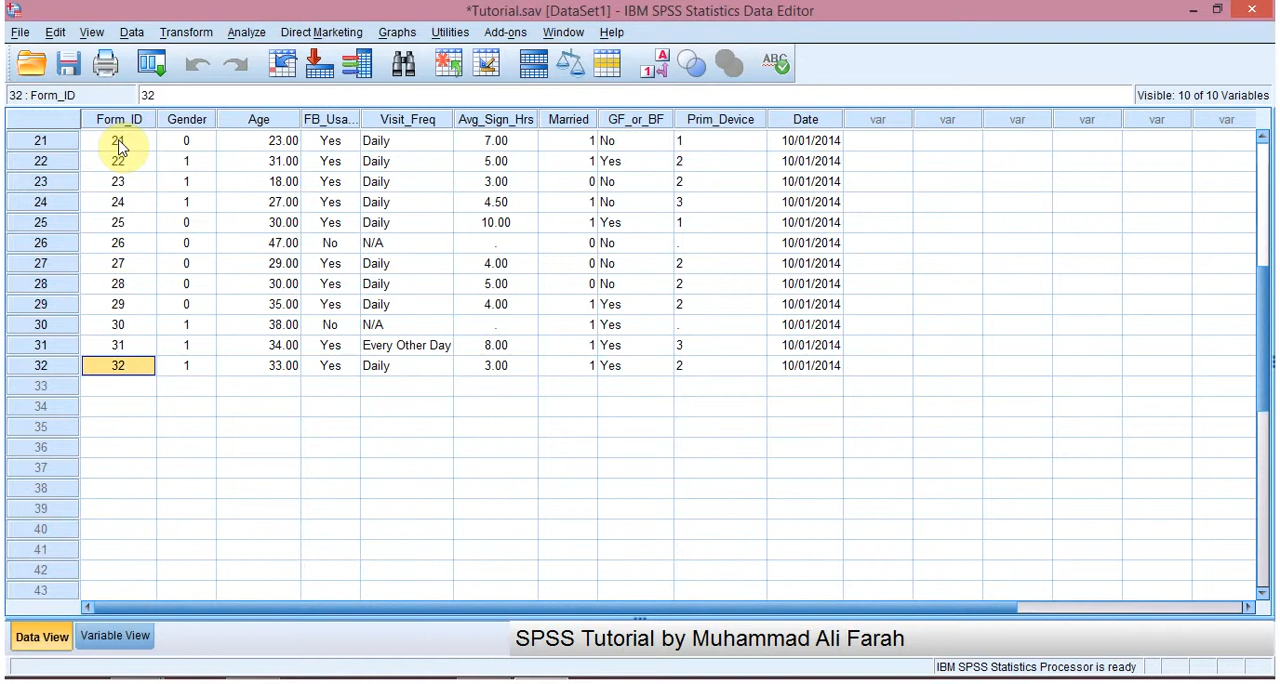 *Tutorial.sav [DataSet1] - IBM SPSS Statistics Data Editor
File Edit View Data Transform Analyze Direct Marketing Graphs Utilities Add-ons Window Help
A
1
ABC
32 : Form_ID 32 Visible: 10 of 10 Variables
Form_ID Gender Age FB_Usa... Visit_Freq Avg_Sign_Hrs Married GF_or_BF Prim_Device Date var var var var var var
21 21 0 23.00 Yes Daily 7.00 1 No 1 10/01/2014
22 22 1 31.00 Yes Daily 5.00 1 Yes 2 10/01/2014
23 23 1 18.00 Yes Daily 3.00 0 No 2 10/01/2014
24 24 1 27.00 Yes Daily 4.50 1 No 3 10/01/2014
25 25 0 30.00 Yes Daily 10.00 1 Yes 1 10/01/2014
26 26 0 47.00 No N/A . 0 No . 10/01/2014
27 27 0 29.00 Yes Daily 4.00 0 No 2 10/01/2014
28 28 0 30.00 Yes Daily 5.00 0 No 2 10/01/2014
29 29 0 35.00 Yes Daily 4.00 1 Yes 2 10/01/2014
30 30 1 38.00 No N/A . 1 Yes . 10/01/2014
31 31 1 34.00 Yes Every Other Day 8.00 1 Yes 3 10/01/2014
32 32 1 33.00 Yes Daily 3.00 1 Yes 2 10/01/2014
33
34
35
36
37
38
39
40
41
42
43
Data View Variable View SPSS Tutorial by Muhammad Ali Farah
IBM SPSS Statistics Processor is ready